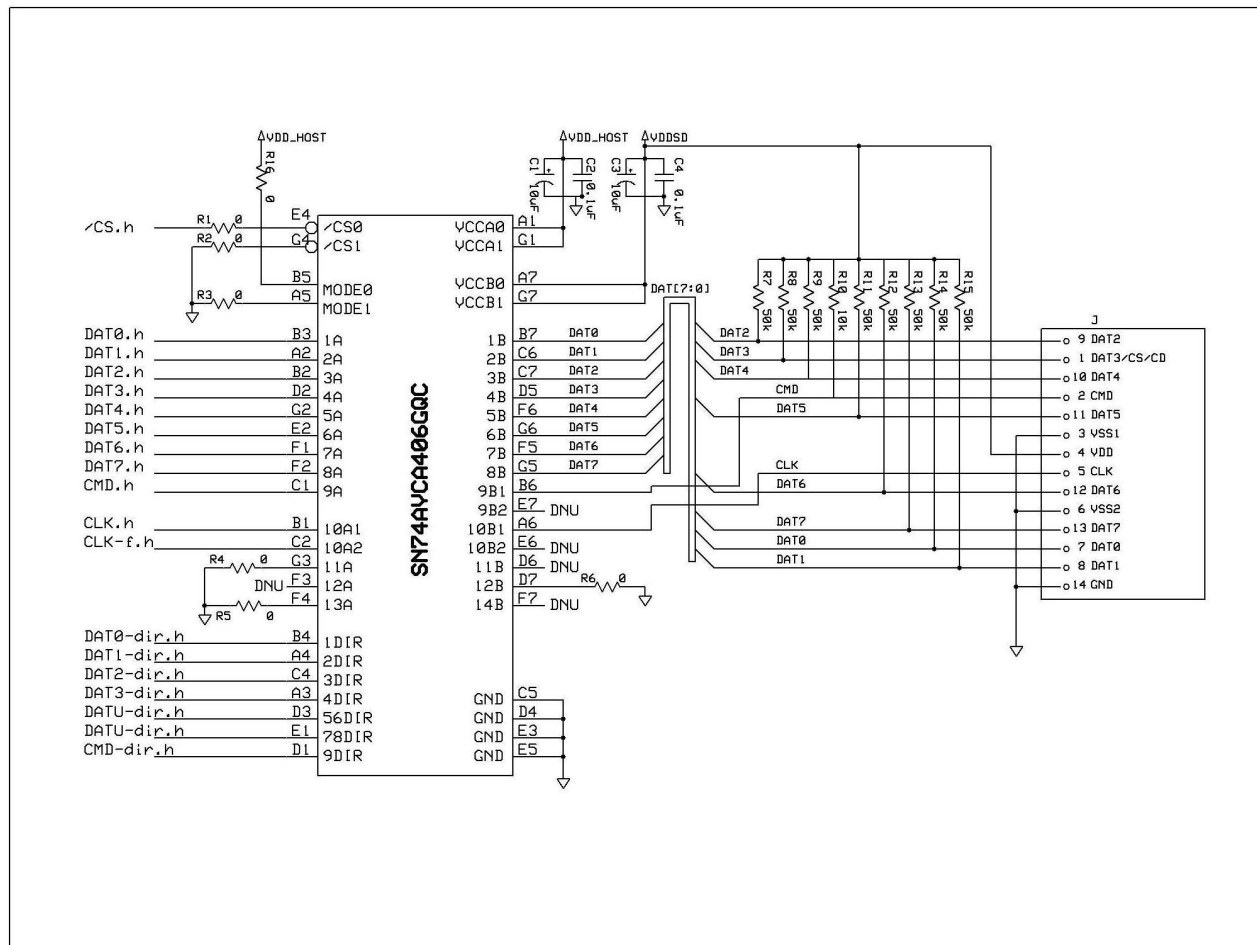 VDD_HOST
R16
0
VDD_HOST
VDDSD
C1
10uF
C2
0.1uF
C3
10uF
C4
0.1uF
/CS.h
R1 0
E4
/CS0
R2 0
G4
/CS1
B5
MODE0
R3 0
A5
MODE1
DAT0.h B3 1A
DAT1.h A2 2A
DAT2.h B2 3A
DAT3.h D2 4A
DAT4.h G2 5A
DAT5.h E2 6A
DAT6.h F1 7A
DAT7.h F2 8A
CMD.h C1 9A
CLK.h B1 10A1
CLK-f.h C2 10A2
R4 0 G3 11A
DNU F3 12A
R5 0 F4 13A
DAT0-dir.h B4 1DIR
DAT1-dir.h A4 2DIR
DAT2-dir.h C4 3DIR
DAT3-dir.h A3 4DIR
DATU-dir.h D3 56DIR
DATU-dir.h E1 78DIR
CMD-dir.h D1 9DIR
SN74AVCA406GQC
VCCA0 A1
VCCA1 G1
VCCB0 A7
VCCB1 G7
1B B7 DAT0
2B C6 DAT1
3B C7 DAT2
4B D5 DAT3
5B F6 DAT4
6B G6 DAT5
7B F5 DAT6
8B G5 DAT7
9B1 B6
9B2 E7 DNU
10B1 A6
10B2 E6 DNU
11B D6 DNU
12B D7 R6 0
14B F7 DNU
GND C5
GND D4
GND E3
GND E5
DAT[7:0]
R7 50k
R8 50k
R9 50k
R10 10k
R11 50k
R12 50k
R13 50k
R14 50k
R15 50k
DAT2
DAT3
DAT4
CMD
DAT5
CLK
DAT6
DAT7
DAT0
DAT1
J
9 DAT2
1 DAT3/CS/CD
10 DAT4
2 CMD
11 DAT5
3 VSS1
4 VDD
5 CLK
12 DAT6
6 VSS2
13 DAT7
7 DAT0
8 DAT1
14 GND